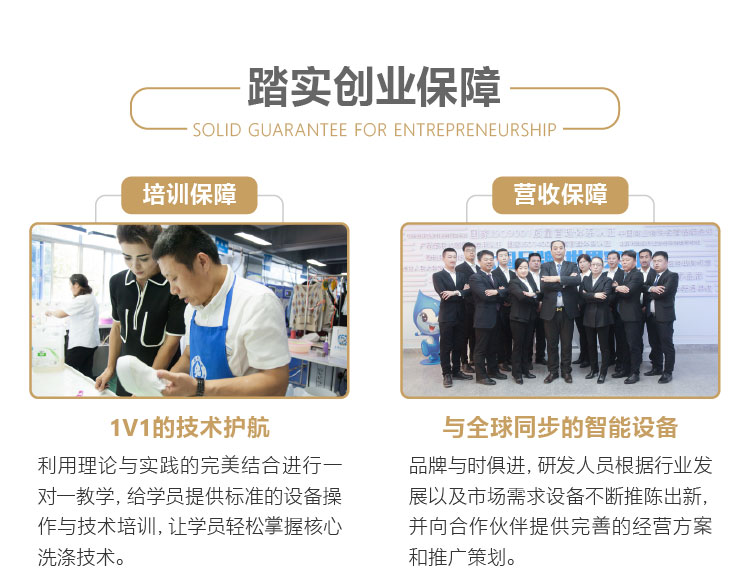 踏实创业保障
SOLID GUARANTEE FOR ENTREPRENEURSHIP
培训保障
营收保障
1V1的技术护航
与全球同步的智能设备
利用理论与实践的完美结合进行一
对一教学，给学员提供标准的设备操
作与技术培训，让学员轻松掌握核心
洗涤技术。
品牌与时俱进，研发人员根据行业发
展以及市场需求设备不断推陈出新，
并向合作伙伴提供完善的经营方案
和推广策划。